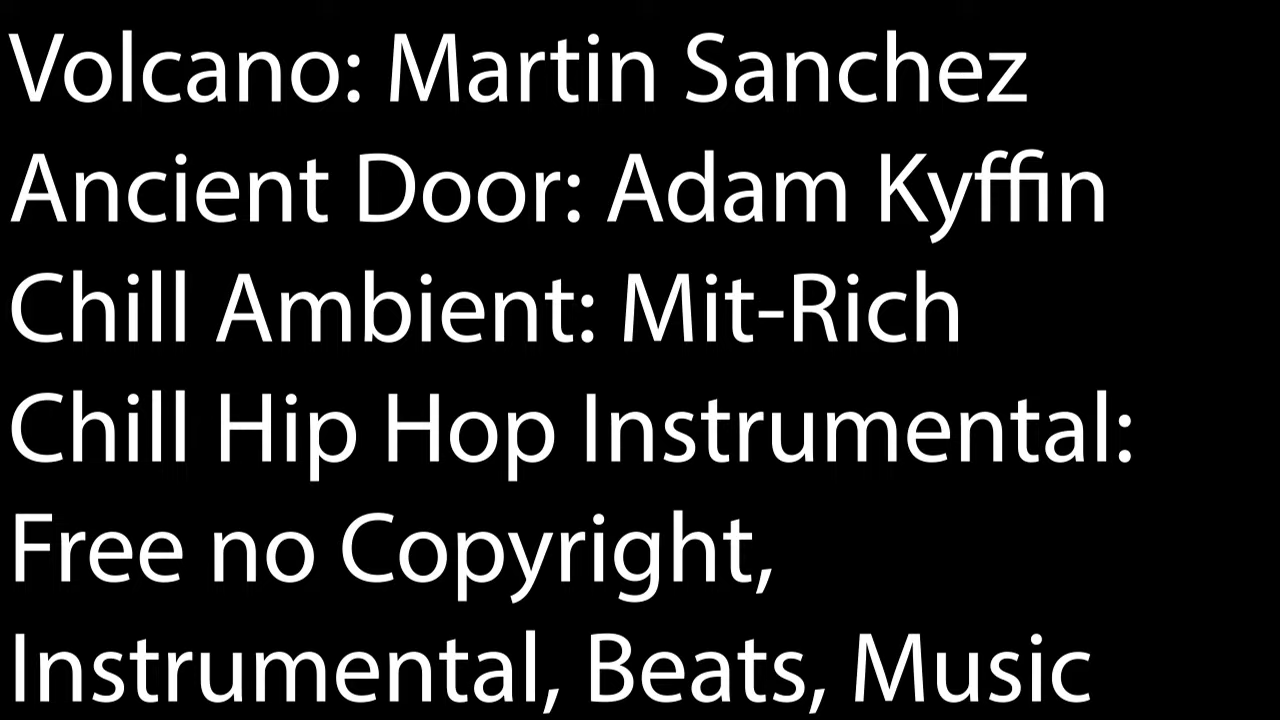 Volcano: Martin Sanchez
Ancient Door: Adam Kyffin
Chill Ambient: Mit-Rich
Chill Hip Hop Instrumental:
Free no Copyright,
Instrumental, Beats, Music